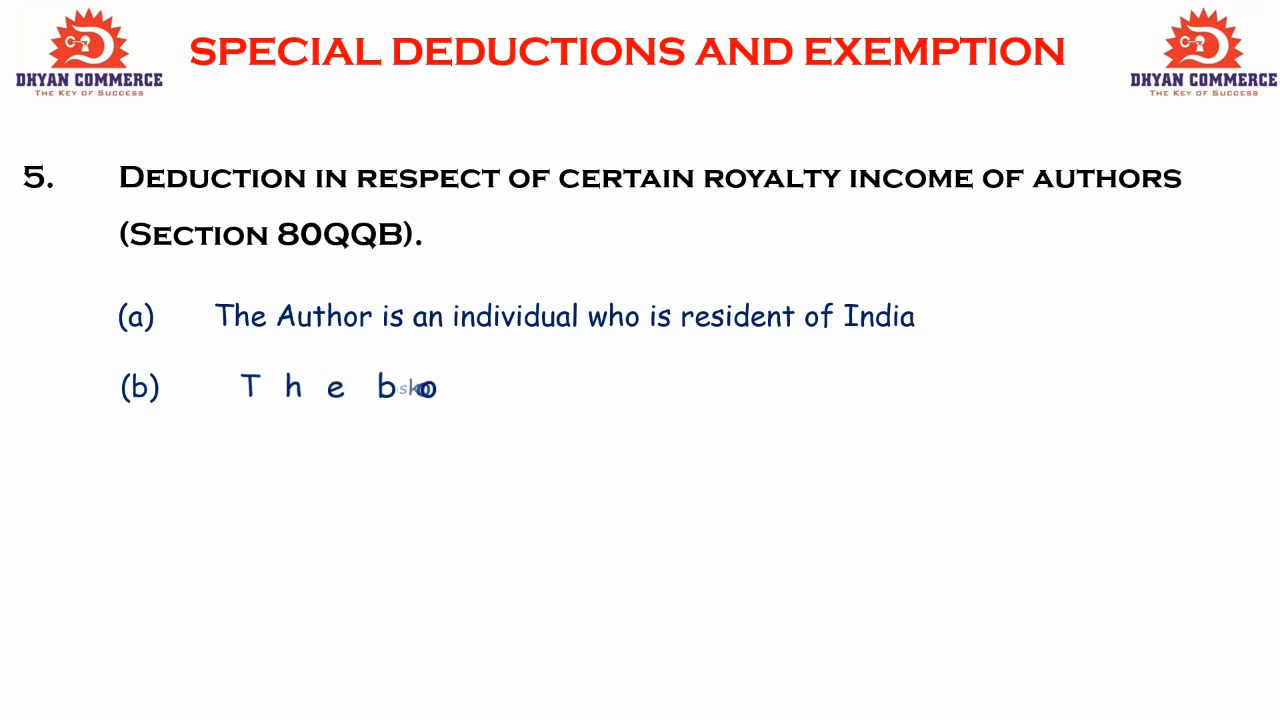 DHYAN COMMERCE
The Key of Success
SPECIAL DEDUCTIONS AND EXEMPTION
DHYAN COMMERCE
The Key of Success
5. Deduction in respect of certain royalty income of authors
(Section 80QQB).
(a) The Author is an individual who is resident of India
(b) The